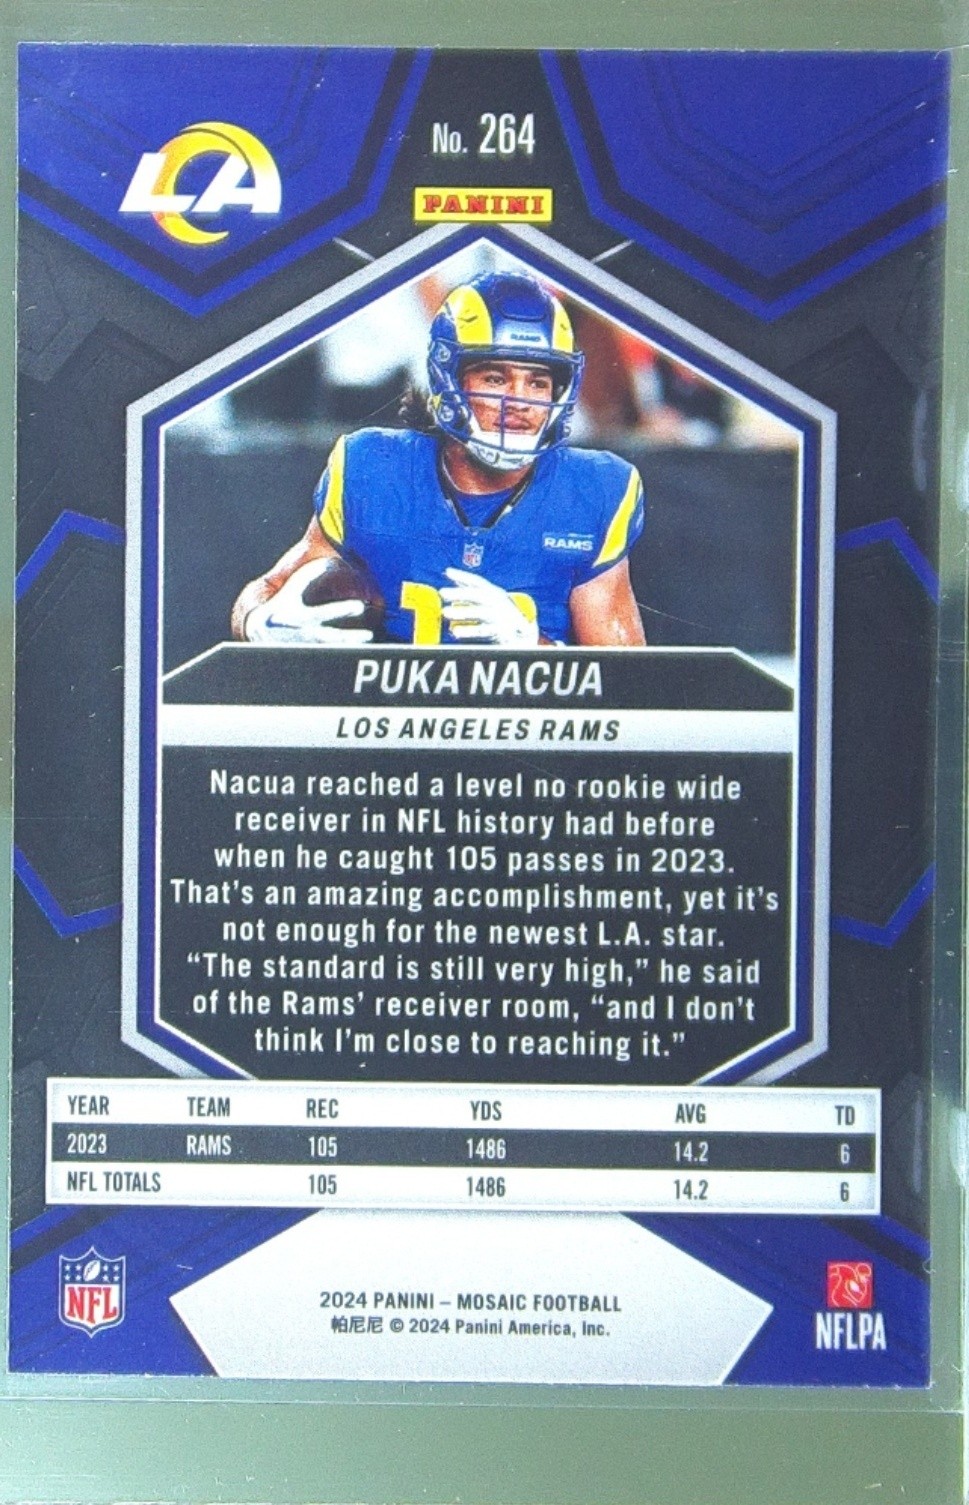 LA
No. 264
PANINI
RAMS
RAMS
PUKA NACUA
LOS ANGELES RAMS
Nacua reached a level no rookie wide
receiver in NFL history had before
when he caught 105 passes in 2023.
That's an amazing accomplishment, yet it's
not enough for the newest L.A. star.
“The standard is still very high,” he said
of the Rams' receiver room, “and I don't
think I'm close to reaching it.”
YEAR TEAM REC YDS AVG TD
2023 RAMS 105 1486 14.2 6
NFL TOTALS 105 1486 14.2 6
NFL
2024 PANINI – MOSAIC FOOTBALL
帕尼尼 © 2024 Panini America, Inc.
NFLPA